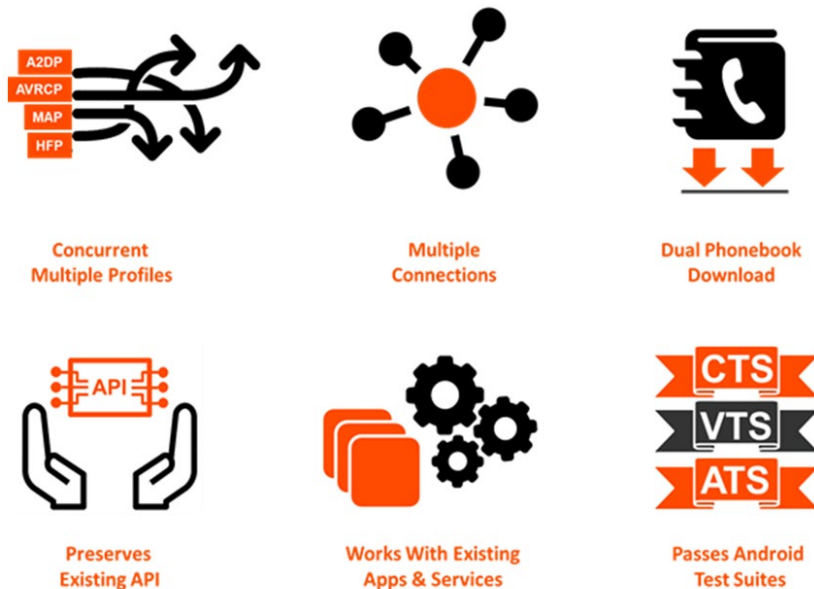 A2DP
AVRCP
MAP
HFP
Concurrent
Multiple Profiles
Multiple
Connections
Dual Phonebook
Download
API
Preserves
Existing API
Works With Existing
Apps & Services
CTS
VTS
ATS
Passes Android
Test Suites